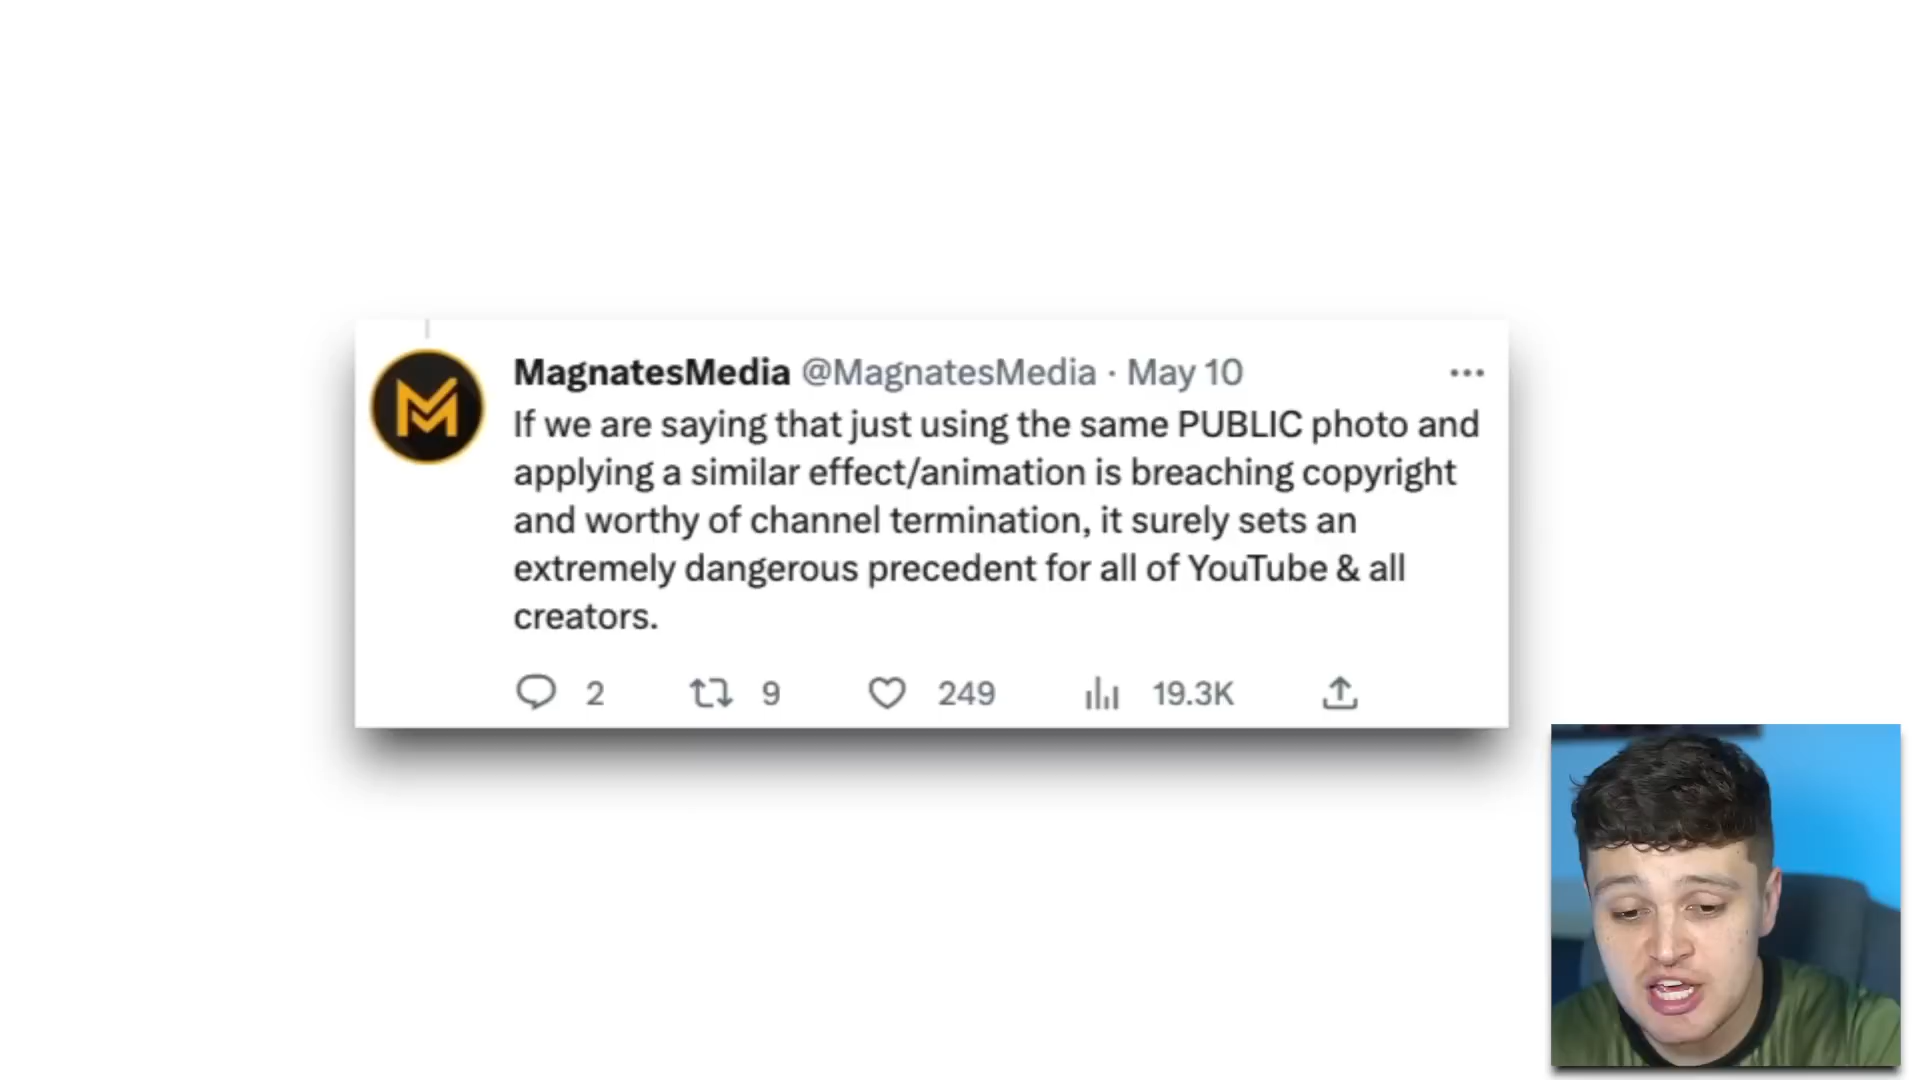 MagnatesMedia @MagnatesMedia · May 10
If we are saying that just using the same PUBLIC photo and
applying a similar effect/animation is breaching copyright
and worthy of channel termination, it surely sets an
extremely dangerous precedent for all of YouTube & all
creators.
2 9 249 19.3K